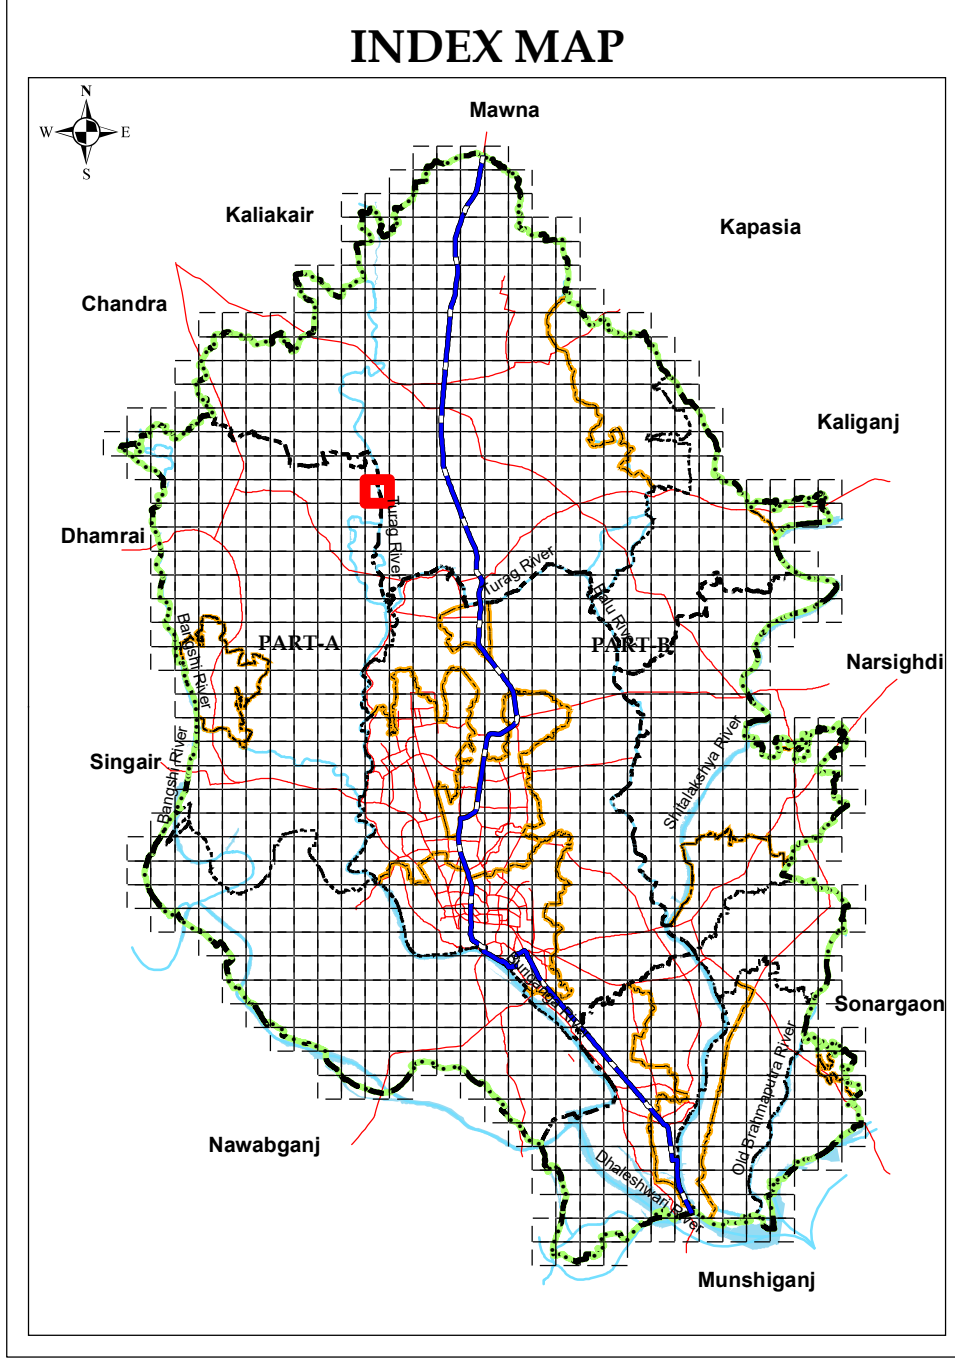 INDEX MAP
N
W E
S
Mawna
Kaliakair
Kapasia
Chandra
Kaliganj
Dhamrai
Turag River
Turag River
Balu River
Bangshi River
PART-A
PART-B
Narsighdi
Singair
Bangshi River
Shitalakshya River
Buriganga River
Sonargaon
Old Brahmaputra River
Nawabganj
Dhaleshwari River
Munshiganj